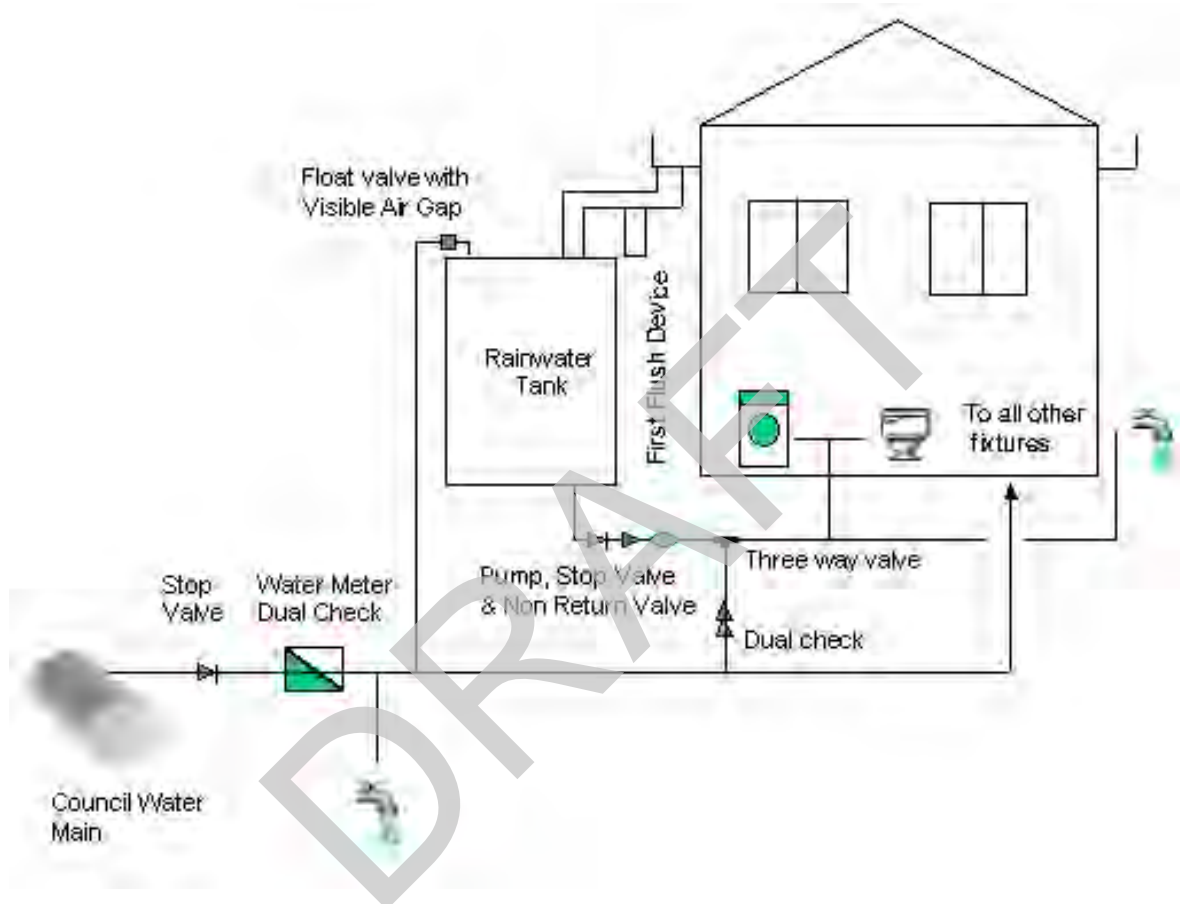 Float valve with
Visible Air Gap
First Flush Device
Rainwater
Tank
To all other
fixtures
Three way valve
Pump, Stop Valve
& Non Return Valve
Stop
Valve
Water Meter
Dual Check
Dual check
Council Water
Main
DRAFT